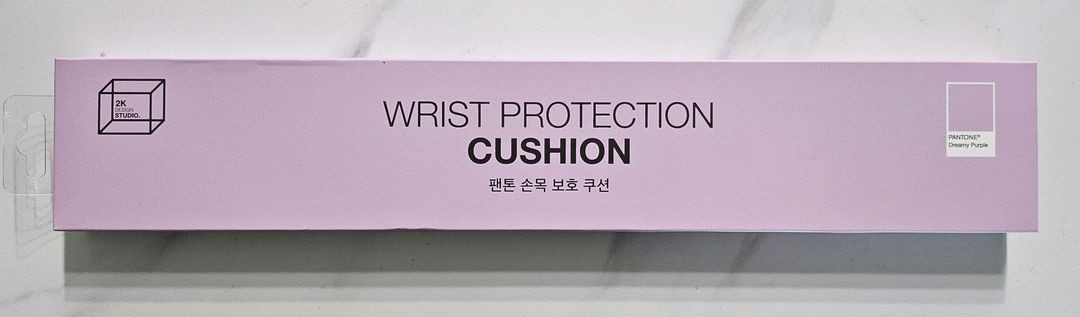 2K
DESIGN
STUDIO.
WRIST PROTECTION
CUSHION
팬톤 손목 보호 쿠션
PANTONE®
Dreamy Purple